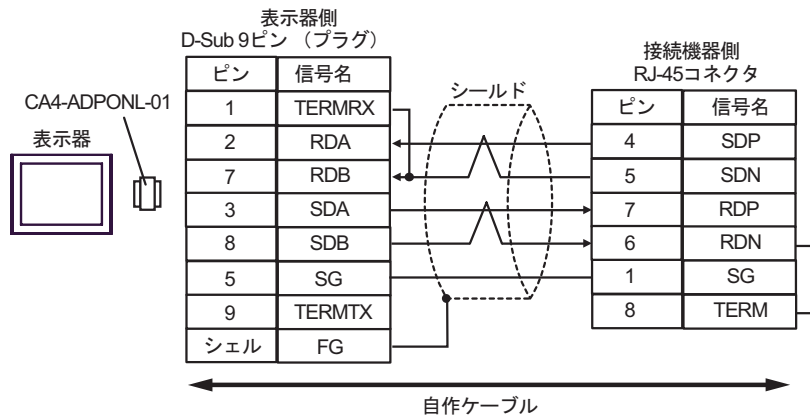 表示器側
D-Sub 9ピン （プラグ）
接続機器側
RJ-45コネクタ
CA4-ADPONL-01
表示器
シールド
ピン 信号名
1 TERMRX
2 RDA
7 RDB
3 SDA
8 SDB
5 SG
9 TERMTX
シェル FG
ピン 信号名
4 SDP
5 SDN
7 RDP
6 RDN
1 SG
8 TERM
自作ケーブル